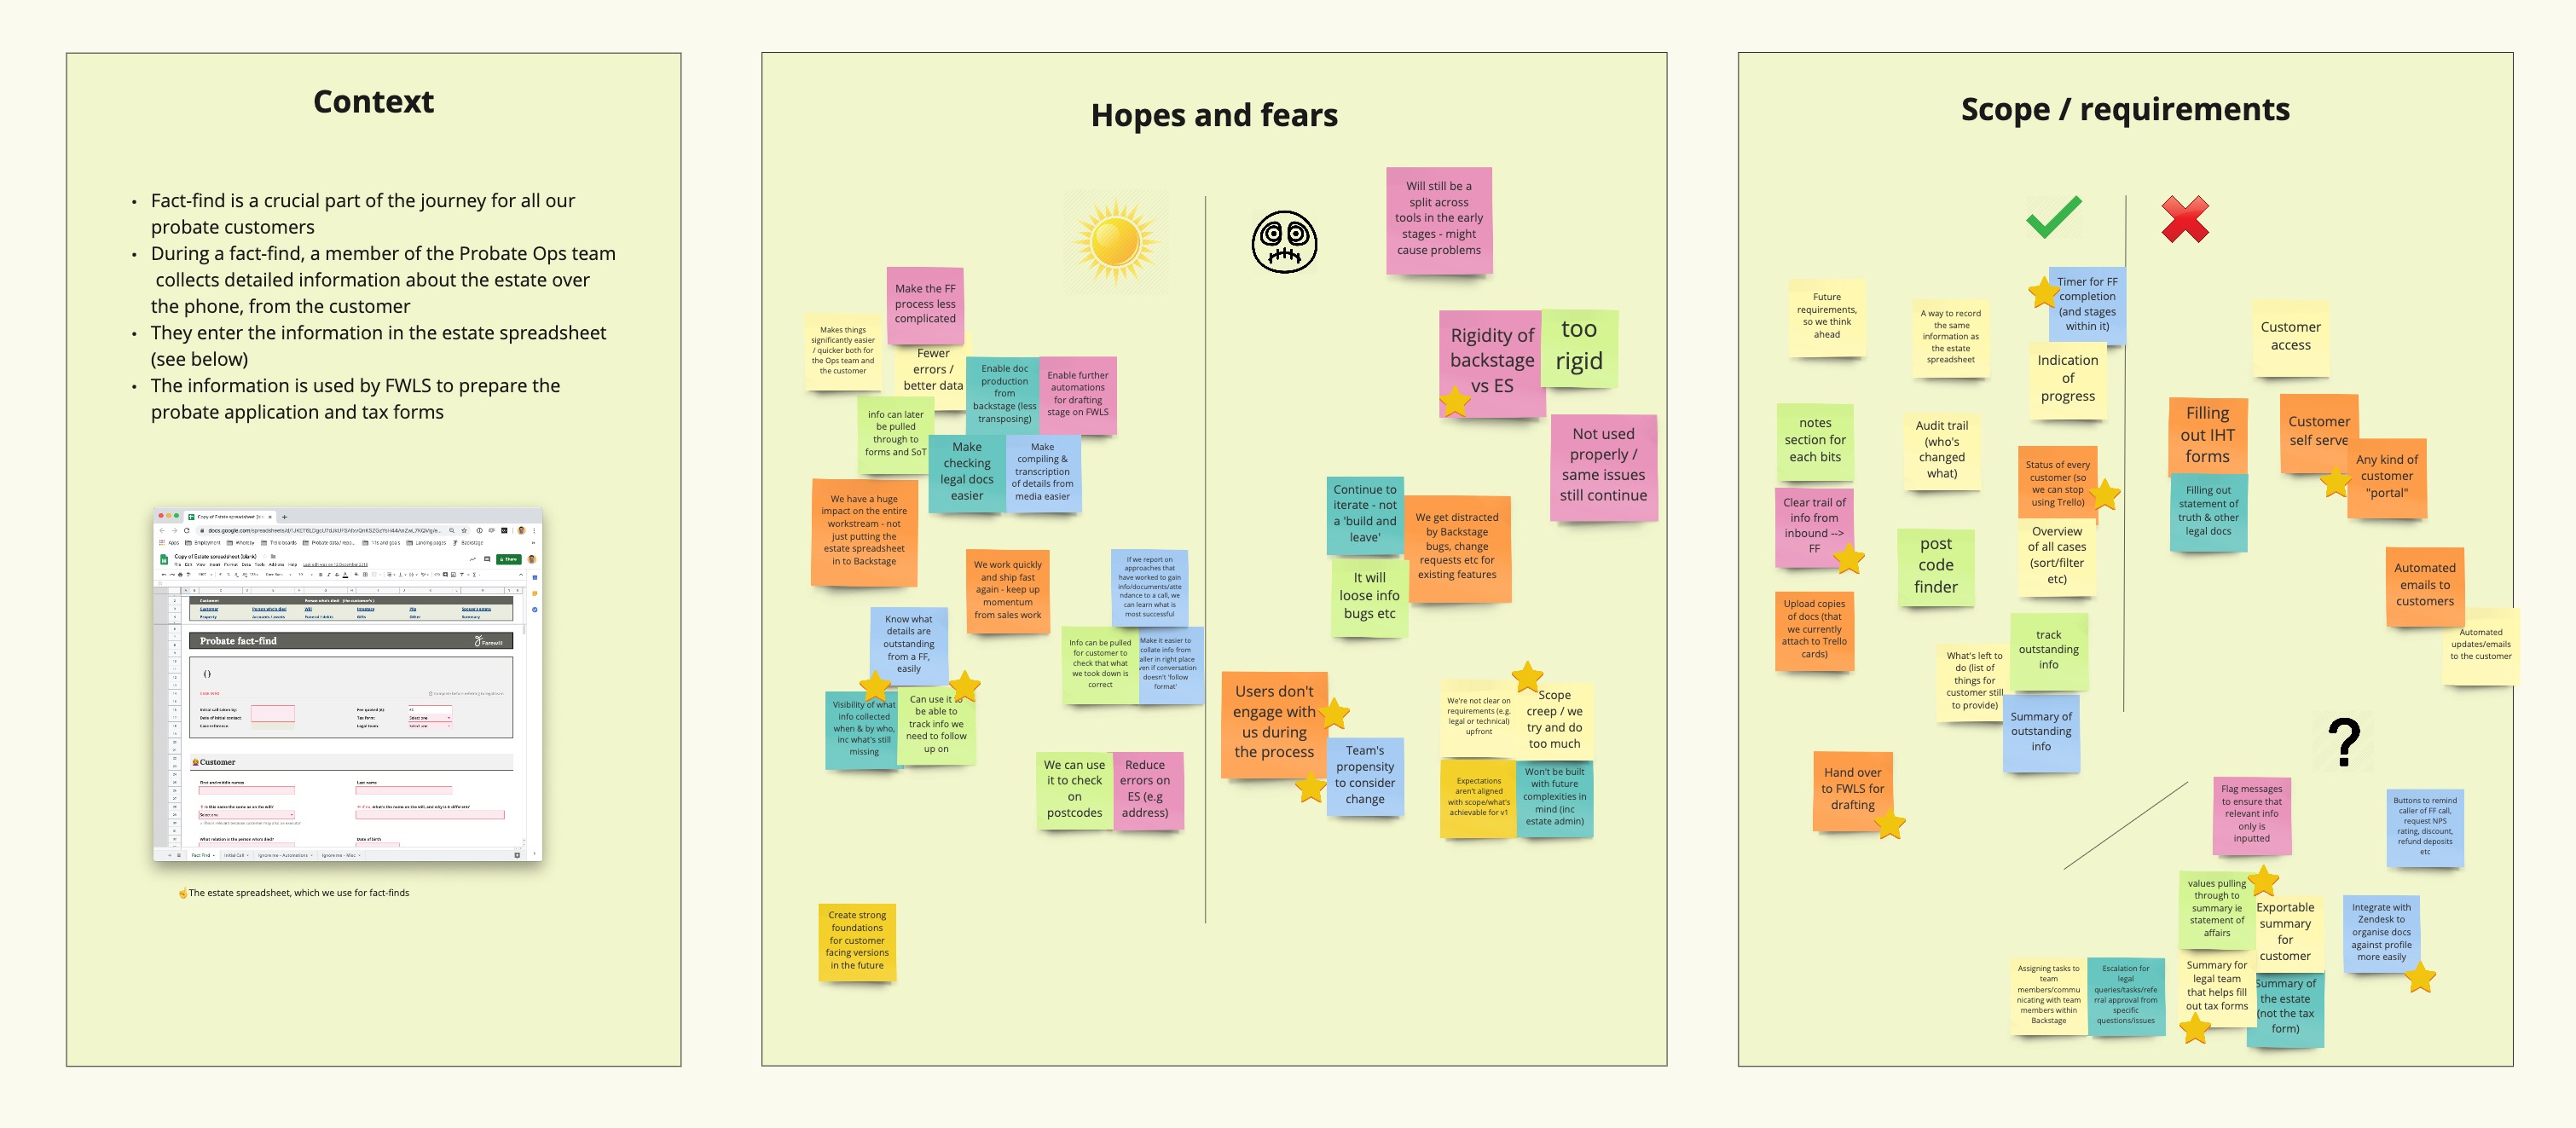 Context
• Fact-find is a crucial part of the journey for all our
probate customers
• During a fact-find, a member of the Probate Ops team
collects detailed information about the estate over
the phone, from the customer
• They enter the information in the estate spreadsheet
(see below)
• The information is used by FWLS to prepare the
probate application and tax forms
Copy of Estate spreadsheet (blank)
Probate fact-find
Farewill
()
Customer
First and middle names
Last name
Date of birth
Fact Find
Initial Call
☝The estate spreadsheet, which we use for fact-finds
Hopes and fears
Make the FF
process less
complicated
Makes things
significantly easier
/ quicker both for
the Ops team and
the customer
Fewer
errors /
better data
Enable doc
production
from
backstage (less
transposing)
Enable further
automations
for drafting
stage on FWLS
info can later
be pulled
through to
forms and SoT
Make
checking
legal docs
easier
Make
compiling &
transcription
of details from
media easier
We have a huge
impact on the entire
workstream - not
just putting the
estate spreadsheet
in to Backstage
We work quickly
and ship fast
again - keep up
momentum
from sales work
If we report on
approaches that
have worked to gain
info/documents/atte
ndance to a call, we
can learn what is
most successful
Know what
details are
outstanding
from a FF,
easily
Info can be pulled
for customer to
check that what
we took down is
correct
Make it easier to
collate info from
aller in right place
ven if conversation
doesn't 'follow
format'
Visibility of what
info collected
when & by who,
inc what's still
missing
Can use it to
be able to
track info we
need to follow
up on
We can use
it to check
on
postcodes
Reduce
errors on
ES (e.g
address)
Create strong
foundations
for customer
facing versions
in the future
Will still be a
split across
tools in the early
stages - might
cause problems
Rigidity of
backstage
vs ES
too
rigid
Not used
properly /
same issues
still continue
Continue to
iterate - not
a 'build and
leave'
We get distracted
by Backstage
bugs, change
requests etc for
existing features
It will
loose info
bugs etc
Users don't
engage with
us during
the process
Team's
propensity
to consider
change
We're not clear on
requirements (e.g.
legal or technical)
upfront
Scope
creep / we
try and do
too much
Expectations
aren't aligned
with scope/what's
achievable for v1
Won't be built
with future
complexities in
mind (inc
estate admin)
Scope / requirements
Future
requirements,
so we think
ahead
A way to record
the same
information as
the estate
spreadsheet
Timer for FF
completion
(and stages
within it)
Indication
of
progress
notes
section for
each bits
Audit trail
(who's
changed
what)
Status of every
customer (so
we can stop
using Trello)
Clear trail of
info from
inbound -->
FF
post
code
finder
Overview
of all cases
(sort/filter
etc)
Upload copies
of docs (that
we currently
attach to Trello
cards)
What's left to
do (list of
things for
customer still
to provide)
track
outstanding
info
Summary of
outstanding
info
Hand over
to FWLS for
drafting
Customer
access
Filling
out IHT
forms
Customer
self serve
Any kind of
customer
"portal"
Filling out
statement of
truth & other
legal docs
Automated
emails to
customers
Automated
updates/emails
to the customer
?
Flag messages
to ensure that
relevant info
only is
inputted
Buttons to remind
caller of FF call,
request NPS
rating, discount,
refund deposits
etc
values pulling
through to
summary ie
statement of
affairs
Exportable
summary
for
customer
Integrate with
Zendesk to
organise docs
against profile
more easily
Assigning tasks to
team
members/commu
nicating with team
members within
Backstage
Escalation for
legal
queries/tasks/refe
rral approval from
specific
questions/issues
Summary for
legal team
that helps fill
out tax forms
Summary of
the estate
(not the tax
form)